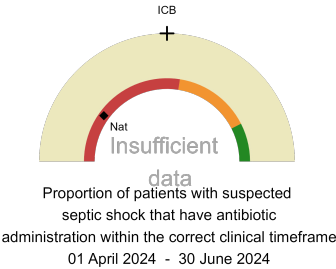 ICB
Nat
Insufficient
data
Proportion of patients with suspected
septic shock that have antibiotic
administration within the correct clinical timeframe
01 April 2024 - 30 June 2024